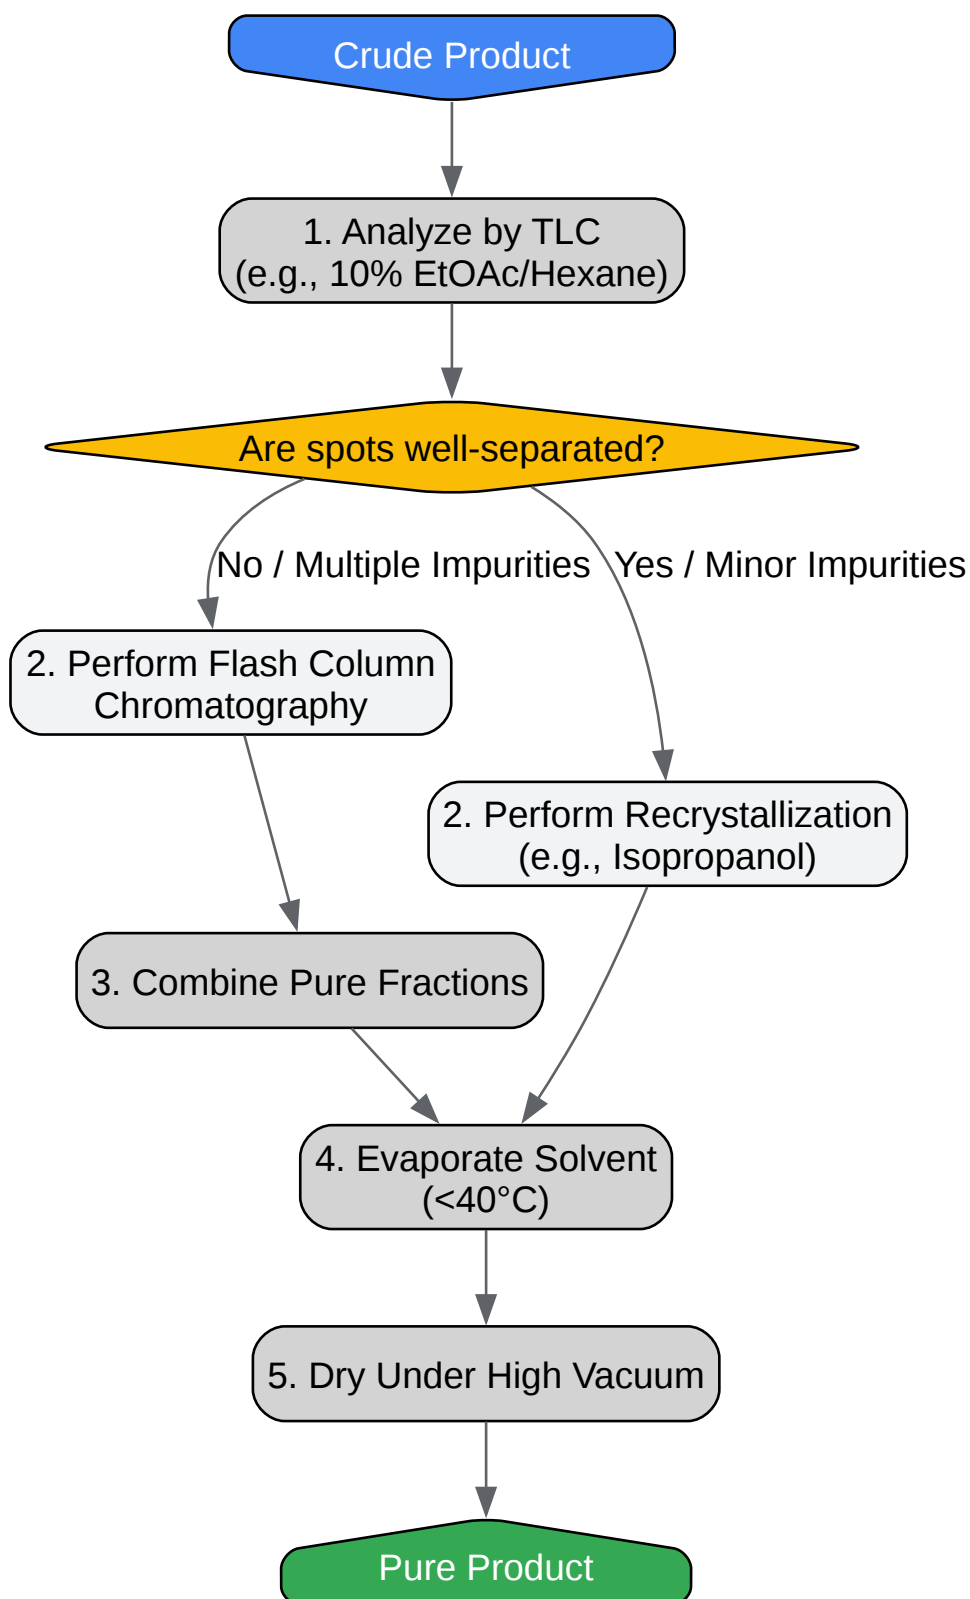 Crude Product
1. Analyze by TLC
(e.g., 10% EtOAc/Hexane)
Are spots well-separated?
No / Multiple Impurities
Yes / Minor Impurities
2. Perform Flash Column
Chromatography
2. Perform Recrystallization
(e.g., Isopropanol)
3. Combine Pure Fractions
4. Evaporate Solvent
(<40°C)
5. Dry Under High Vacuum
Pure Product